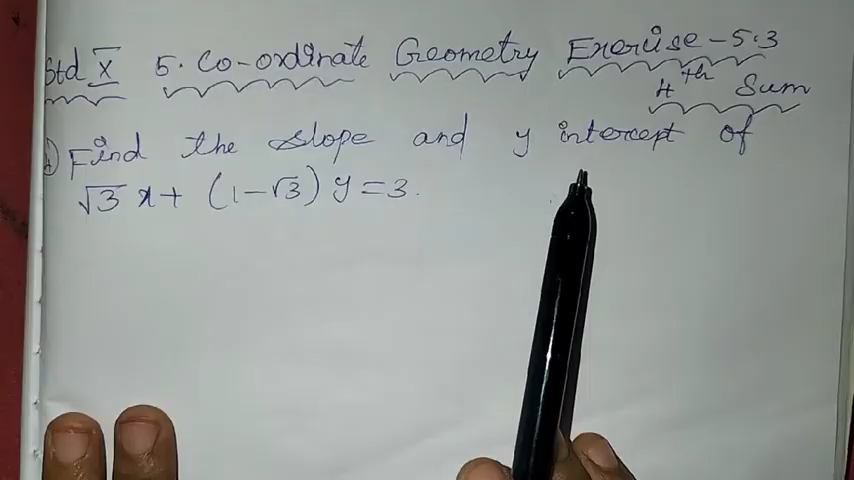 Std X 5. Co-ordinate Geometry Exercise-5.3
4th Sum
4) Find the slope and y intercept of
√3 x + (1-√3) y = 3.